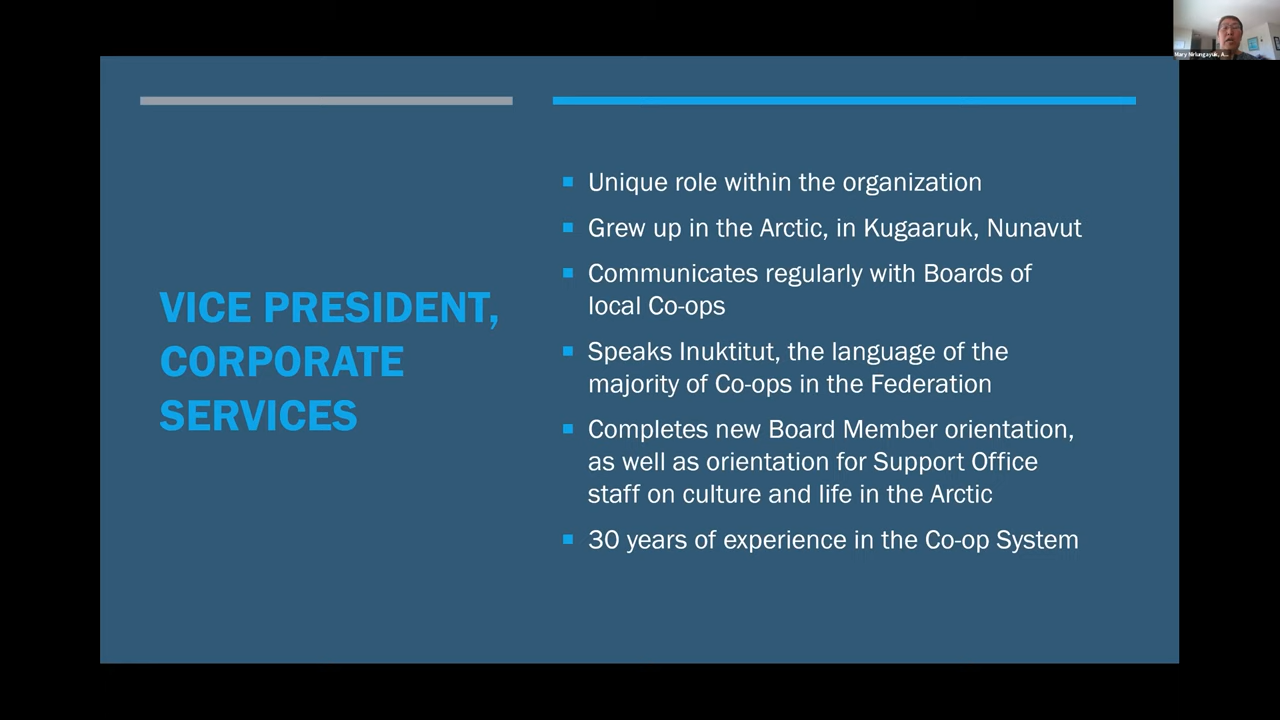 Mary Nirlungayuk, A...
VICE PRESIDENT,
CORPORATE
SERVICES
Unique role within the organization
Grew up in the Arctic, in Kugaaruk, Nunavut
Communicates regularly with Boards of
local Co-ops
Speaks Inuktitut, the language of the
majority of Co-ops in the Federation
Completes new Board Member orientation,
as well as orientation for Support Office
staff on culture and life in the Arctic
30 years of experience in the Co-op System